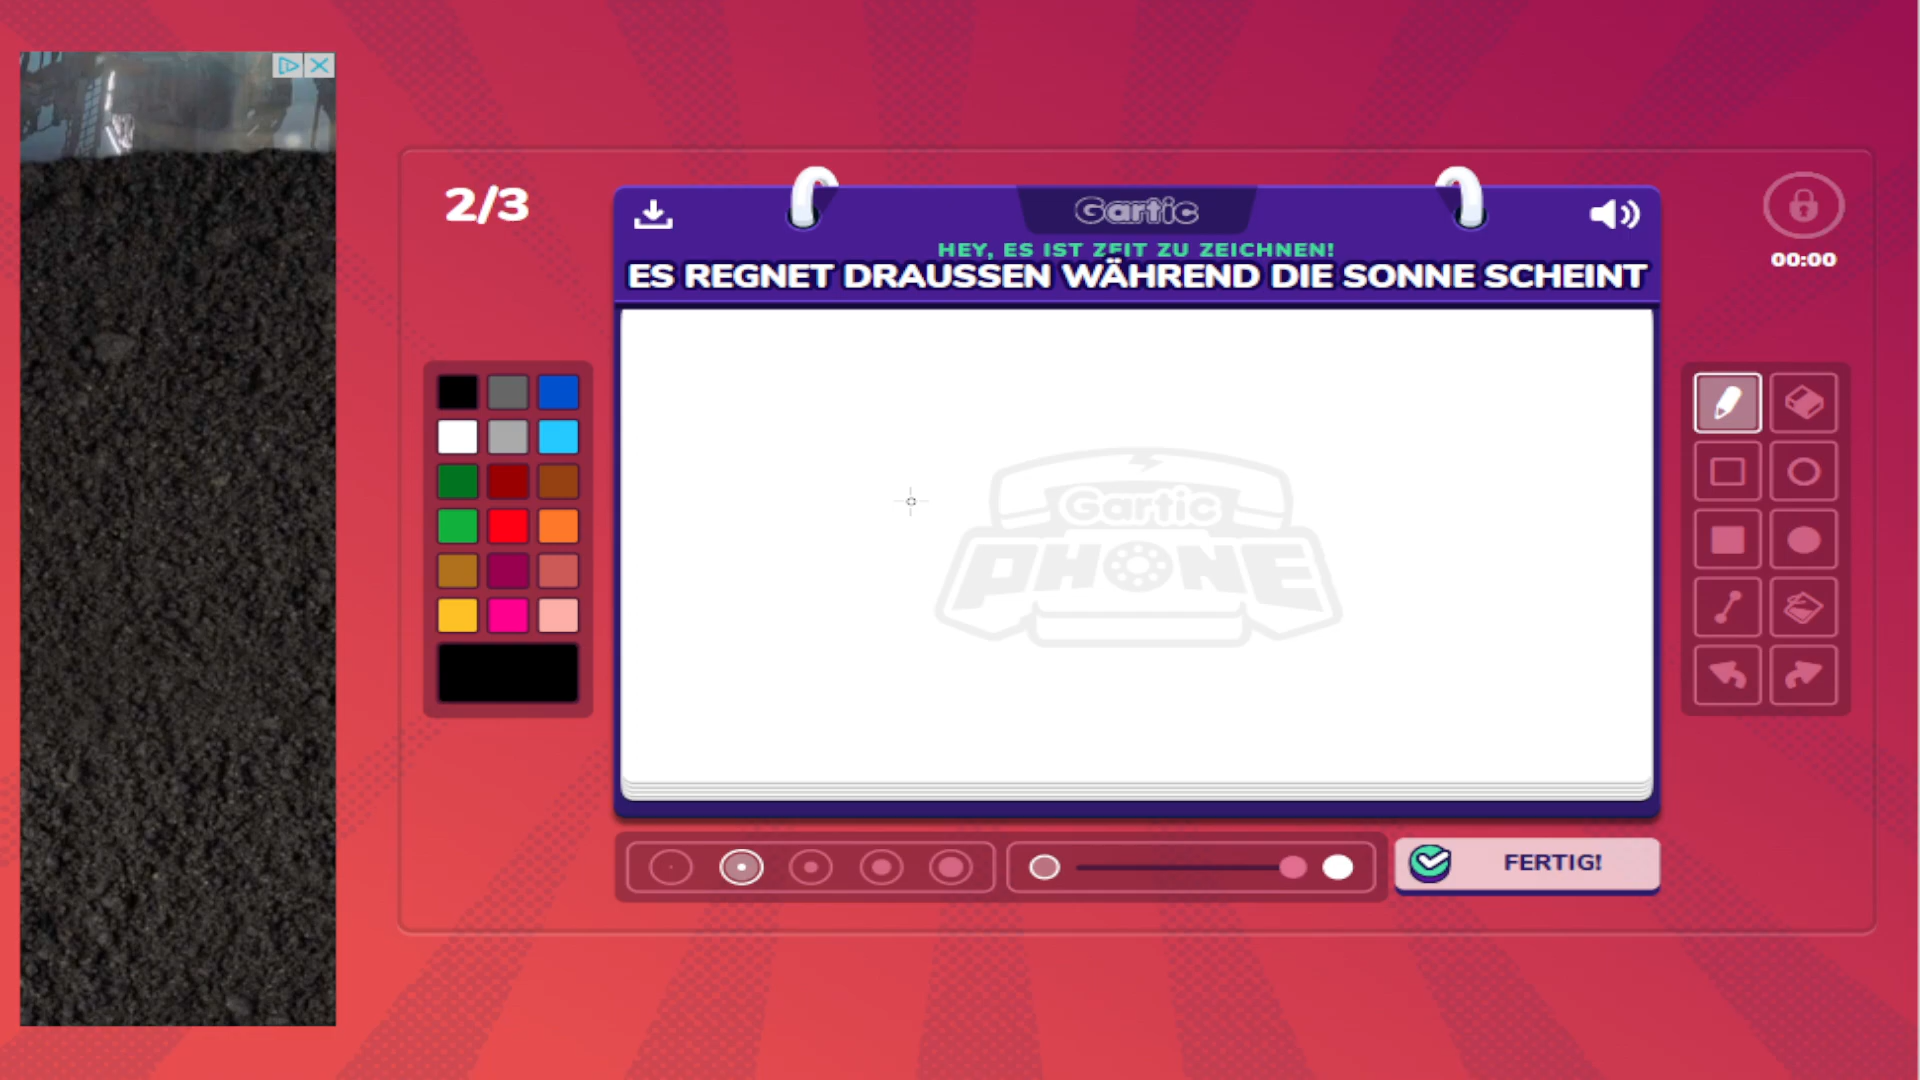 2/3
Gartic
HEY, ES IST ZEIT ZU ZEICHNEN!
ES REGNET DRAUSSEN WÄHREND DIE SONNE SCHEINT
00:00
Gartic
PHONE
FERTIG!